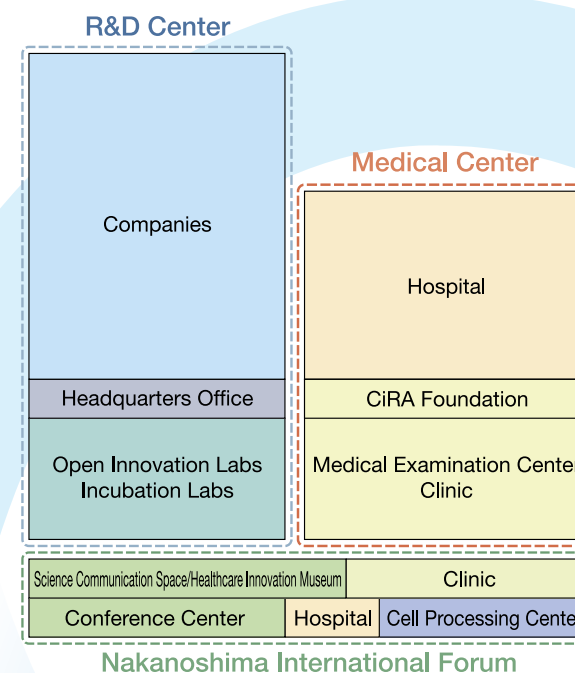 R&D Center
Companies
Headquarters Office
Open Innovation Labs
Incubation Labs
Medical Center
Hospital
CiRA Foundation
Medical Examination Center
Clinic
Science Communication Space/Healthcare Innovation Museum
Clinic
Conference Center
Hospital
Cell Processing Cente
Nakanoshima International Forum